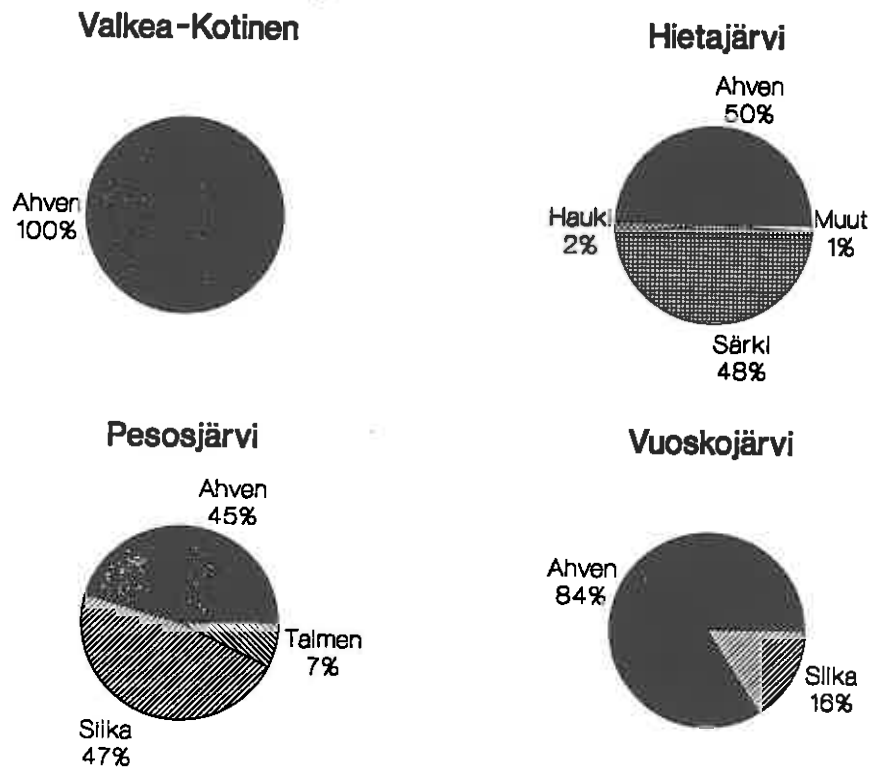 Valkea-Kotinen
Ahven
100%
Hietajärvi
Ahven
50%
Hauki
2%
Muut
1%
Särki
48%
Pesosjärvi
Ahven
45%
Taimen
7%
Siika
47%
Vuoskojärvi
Ahven
84%
Siika
16%